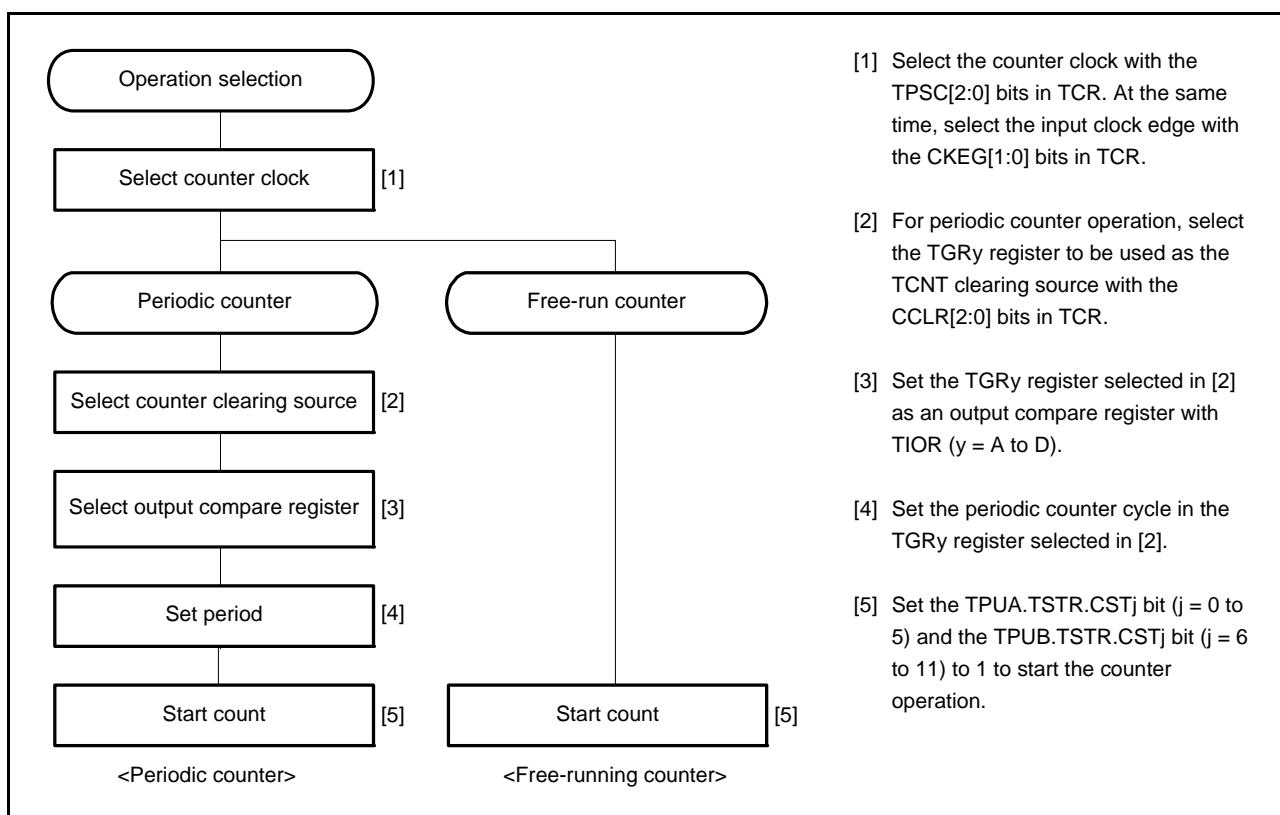 Operation selection
Select counter clock [1]
Periodic counter
Free-run counter
Select counter clearing source [2]
Select output compare register [3]
Set period [4]
Start count [5]
Start count [5]
<Periodic counter>
<Free-running counter>
[1] Select the counter clock with the
TPSC[2:0] bits in TCR. At the same
time, select the input clock edge with
the CKEG[1:0] bits in TCR.
[2] For periodic counter operation, select
the TGRy register to be used as the
TCNT clearing source with the
CCLR[2:0] bits in TCR.
[3] Set the TGRy register selected in [2]
as an output compare register with
TIOR (y = A to D).
[4] Set the periodic counter cycle in the
TGRy register selected in [2].
[5] Set the TPUA.TSTR.CSTj bit (j = 0 to
5) and the TPUB.TSTR.CSTj bit (j = 6
to 11) to 1 to start the counter
operation.